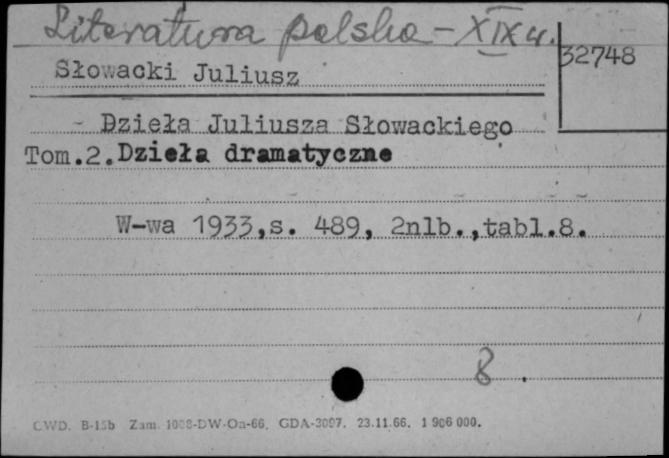 Literatura polska - XIX w.
32748
Słowacki Juliusz
- Dzieła Juliusza Słowackiego
Tom.2.Dzieła dramatyczne
W-wa 1933,s. 489, 2nlb.,tabl.8.
8.
CWD. B-15b Zam. 1008-DW-Oa-66. GDA-3097. 23.11.66. 1 906 000.